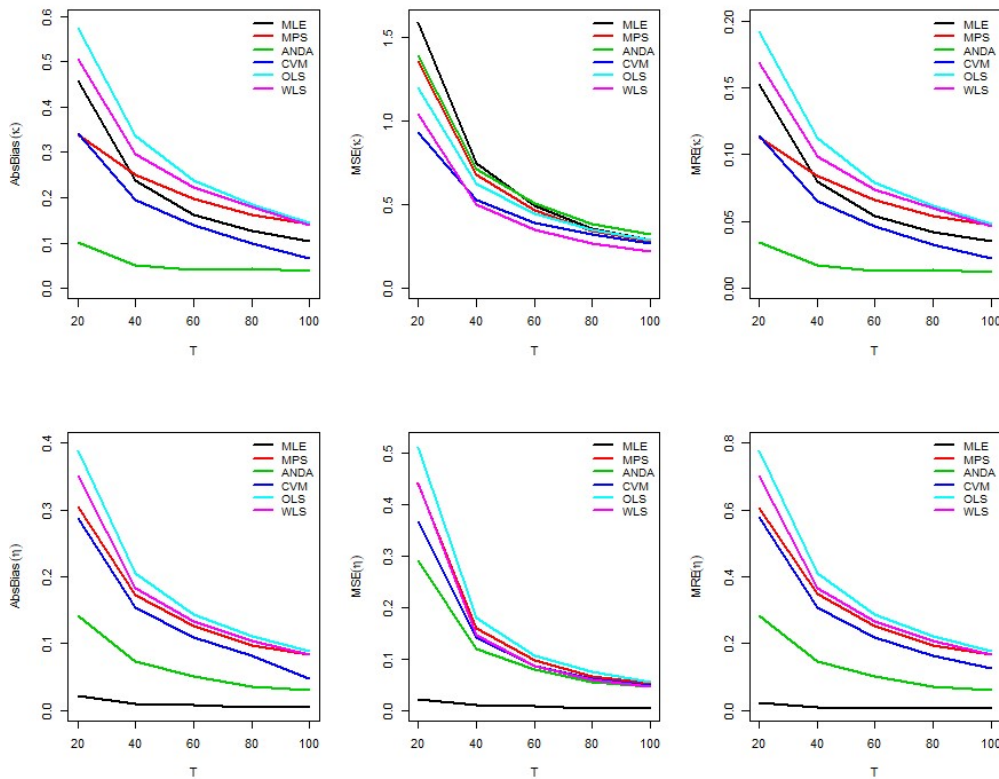 AbsBias(κ)
0.0 0.1 0.2 0.3 0.4 0.5 0.6
MLE
MPS
ANDA
CVM
OLS
WLS
20 40 60 80 100
T
MSE(κ)
0.0 0.5 1.0 1.5
MLE
MPS
ANDA
CVM
OLS
WLS
20 40 60 80 100
T
MRE(κ)
0.00 0.05 0.10 0.15 0.20
MLE
MPS
ANDA
CVM
OLS
WLS
20 40 60 80 100
T
AbsBias(η)
0.0 0.1 0.2 0.3 0.4
MLE
MPS
ANDA
CVM
OLS
WLS
20 40 60 80 100
T
MSE(η)
0.0 0.1 0.2 0.3 0.4 0.5
MLE
MPS
ANDA
CVM
OLS
WLS
20 40 60 80 100
T
MRE(η)
0.0 0.2 0.4 0.6 0.8
MLE
MPS
ANDA
CVM
OLS
WLS
20 40 60 80 100
T